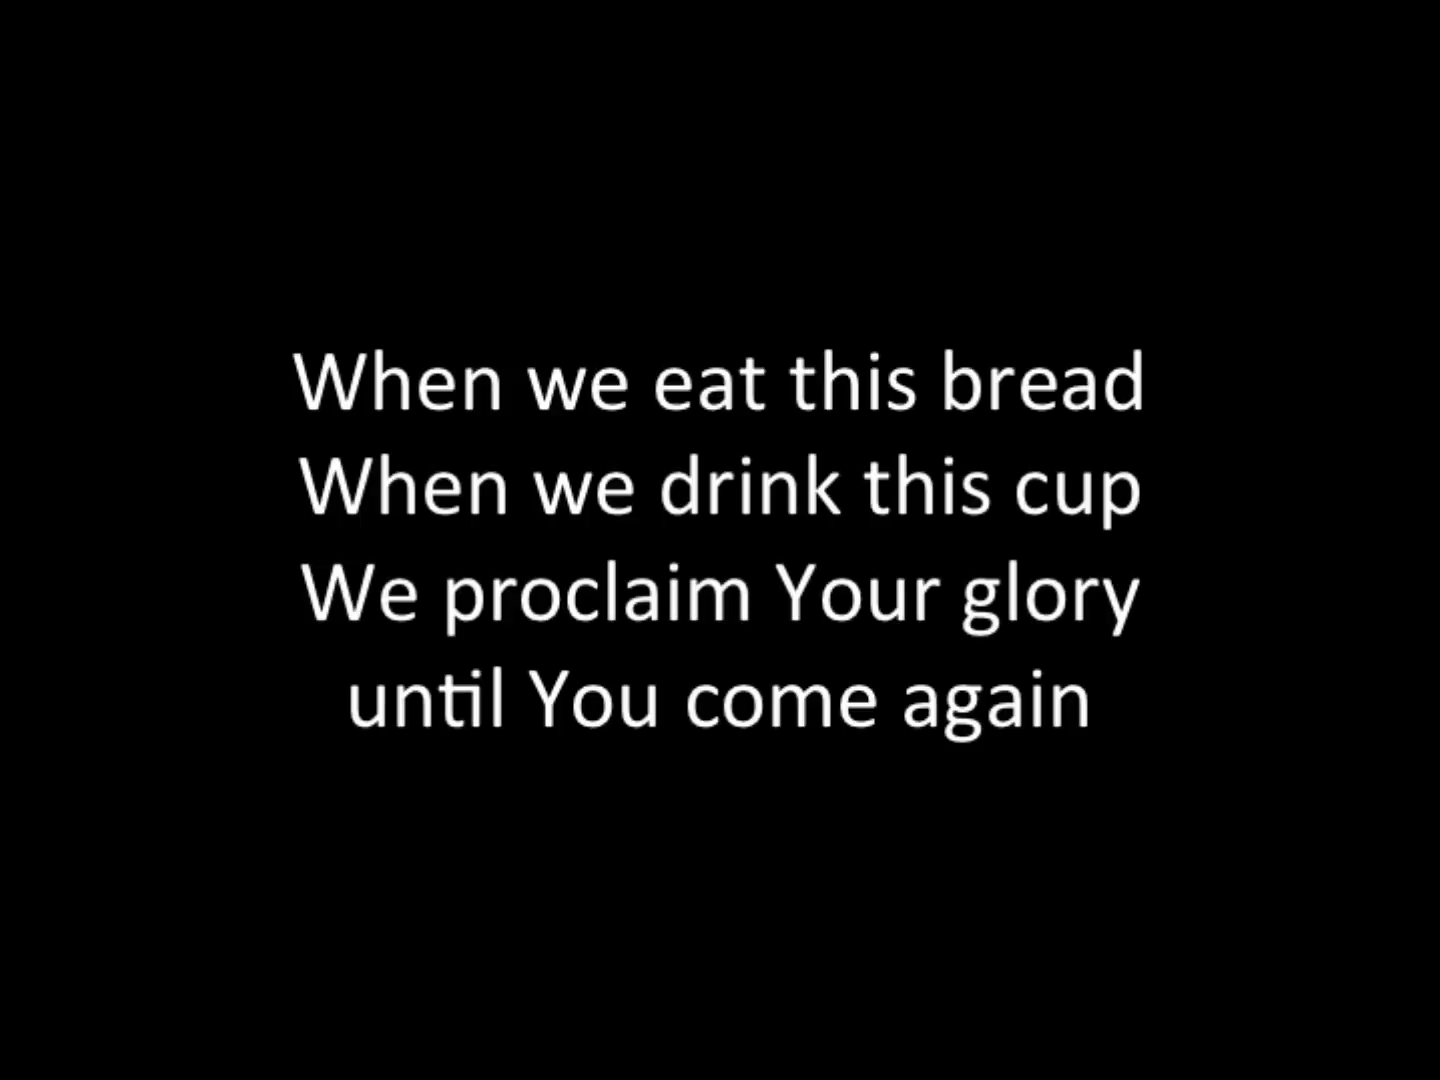 When we eat this bread
When we drink this cup
We proclaim Your glory
until You come again